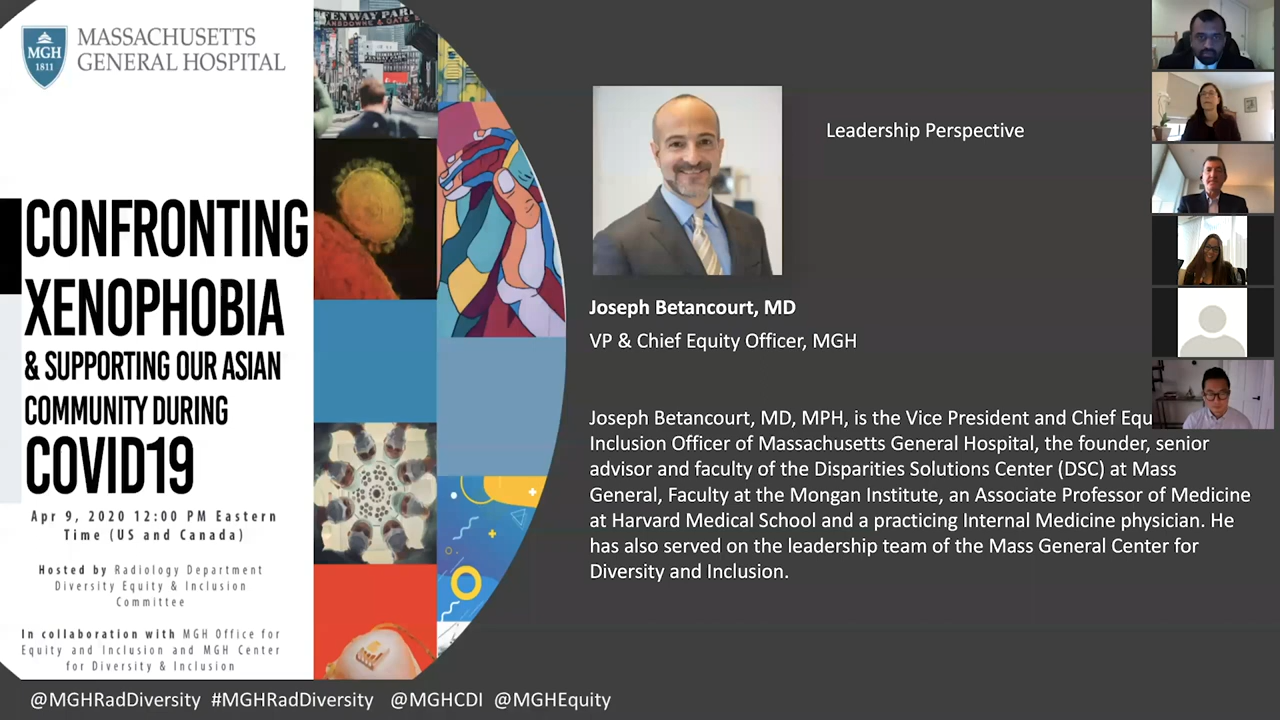 MGH
1811
MASSACHUSETTS
GENERAL HOSPITAL
CONFRONTING
XENOPHOBIA
& SUPPORTING OUR ASIAN
COMMUNITY DURING
COVID19
Apr 9, 2020 12:00 PM Eastern
Time (US and Canada)
Hosted by Radiology Department
Diversity Equity & Inclusion
Committee
In collaboration with MGH Office for
Equity and Inclusion and MGH Center
for Diversity & Inclusion
Leadership Perspective
Joseph Betancourt, MD
VP & Chief Equity Officer, MGH
Joseph Betancourt, MD, MPH, is the Vice President and Chief Equ
Inclusion Officer of Massachusetts General Hospital, the founder, senior
advisor and faculty of the Disparities Solutions Center (DSC) at Mass
General, Faculty at the Mongan Institute, an Associate Professor of Medicine
at Harvard Medical School and a practicing Internal Medicine physician. He
has also served on the leadership team of the Mass General Center for
Diversity and Inclusion.
@MGHRadDiversity #MGHRadDiversity @MGHCDI @MGHEquity